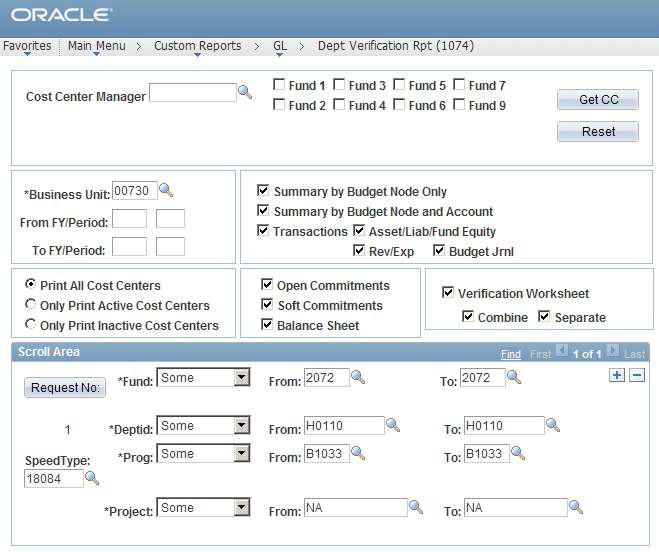 ORACLE®
Favorites Main Menu > Custom Reports > GL > Dept Verification Rpt (1074)
Cost Center Manager Fund 1 Fund 3 Fund 5 Fund 7 Get CC
Fund 2 Fund 4 Fund 6 Fund 9
Reset
*Business Unit: 00730
From FY/Period:
To FY/Period:
Summary by Budget Node Only
Summary by Budget Node and Account
Transactions Asset/Liab/Fund Equity
Rev/Exp Budget Jrnl
Print All Cost Centers
Only Print Active Cost Centers
Only Print Inactive Cost Centers
Open Commitments
Soft Commitments
Balance Sheet
Verification Worksheet
Combine Separate
Scroll Area Find First 1 of 1 Last
Request No: *Fund: Some From: 2072 To: 2072
1 *Deptid: Some From: H0110 To: H0110
SpeedType: *Prog: Some From: B1033 To: B1033
18084
*Project: Some From: NA To: NA